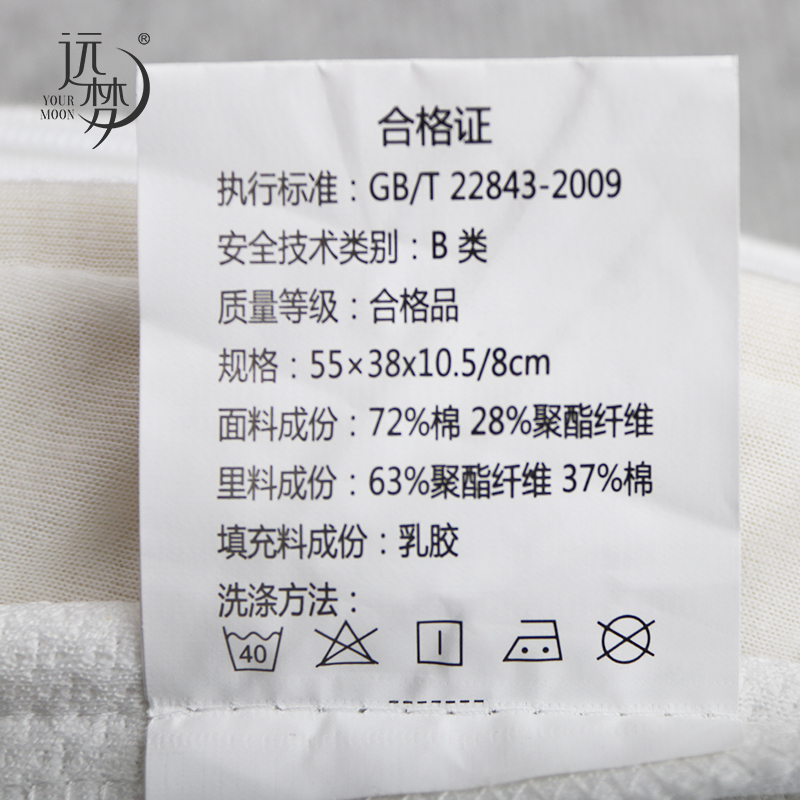 远梦®
YOUR
MOON
合格证
执行标准：GB/T 22843-2009
安全技术类别：B 类
质量等级：合格品
规格：55×38x10.5/8cm
面料成份：72%棉 28%聚酯纤维
里料成份：63%聚酯纤维 37%棉
填充料成份：乳胶
洗涤方法：
40